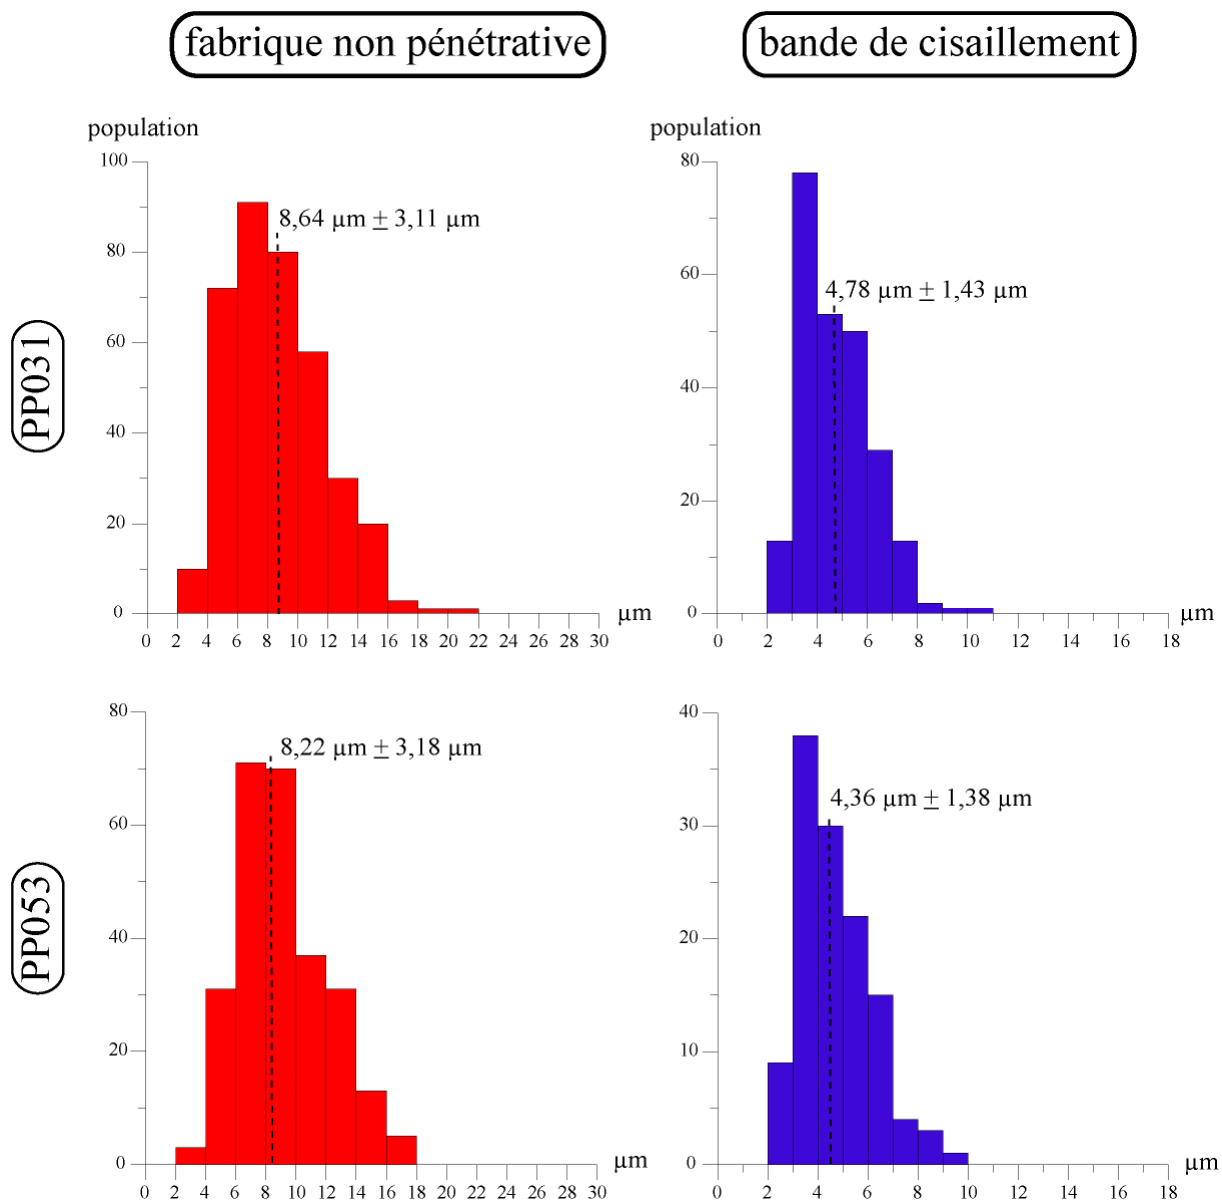 fabrique non pénétrative
bande de cisaillement
PP031
population
100
80
60
40
20
0
8,64 µm ± 3,11 µm
0 2 4 6 8 10 12 14 16 18 20 22 24 26 28 30
µm
population
80
60
40
20
0
4,78 µm ± 1,43 µm
0 2 4 6 8 10 12 14 16 18
µm
PP053
80
60
40
20
0
8,22 µm ± 3,18 µm
0 2 4 6 8 10 12 14 16 18 20 22 24 26 28 30
µm
40
30
20
10
0
4,36 µm ± 1,38 µm
0 2 4 6 8 10 12 14 16 18
µm